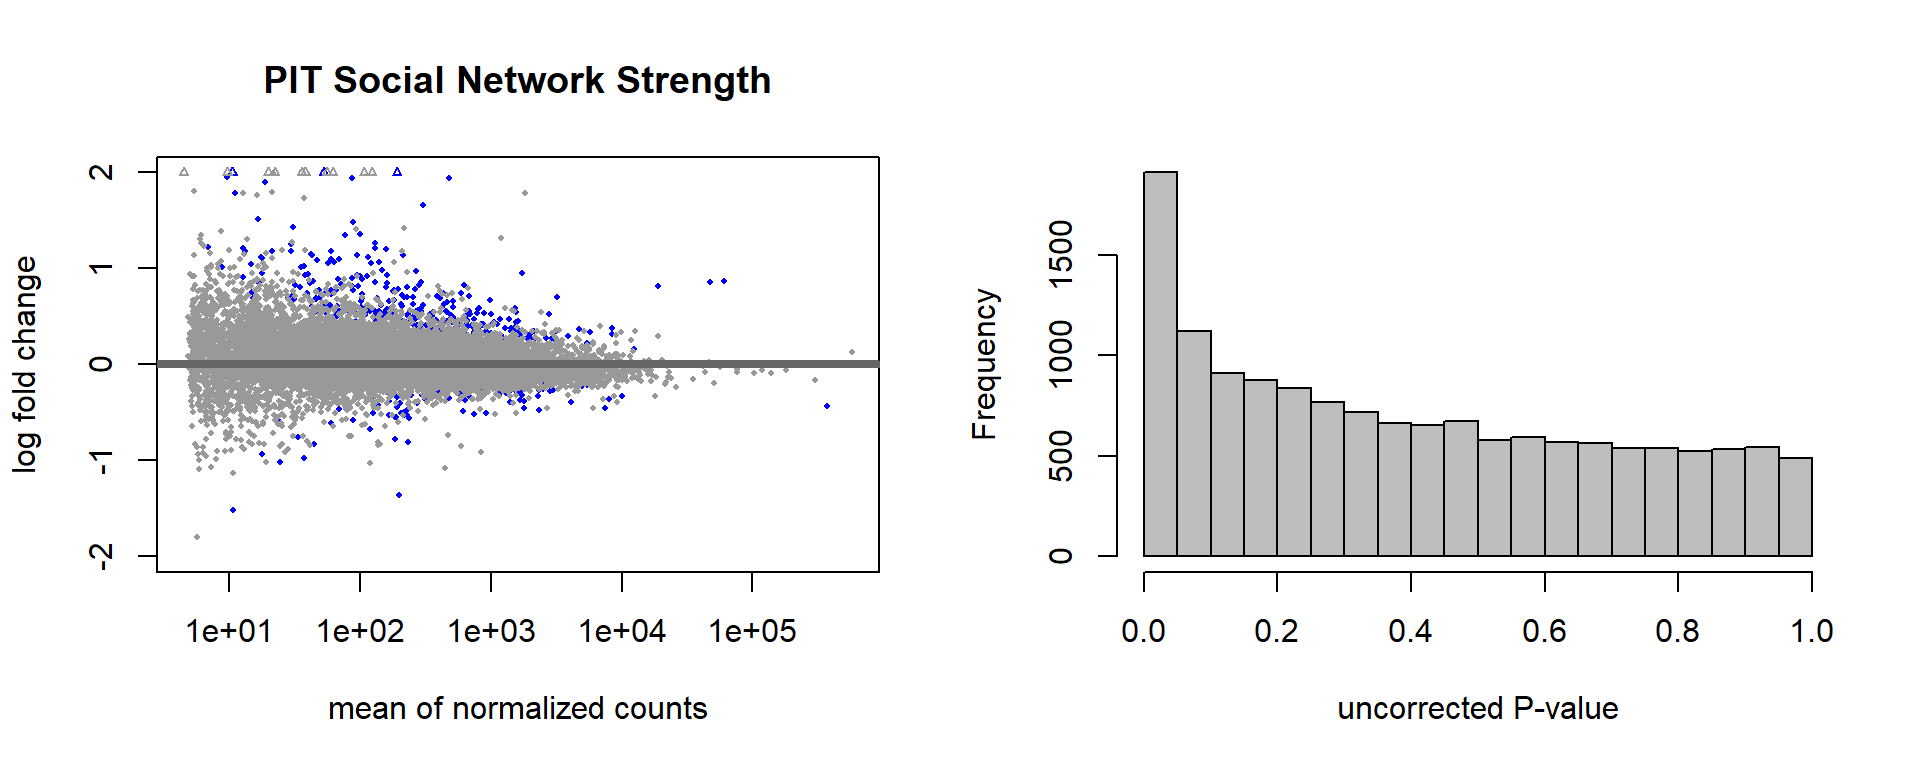 PIT Social Network Strength
log fold change
2
1
0
-1
-2
1e+01 1e+02 1e+03 1e+04 1e+05
mean of normalized counts
Frequency
1500
1000
500
0
0.0 0.2 0.4 0.6 0.8 1.0
uncorrected P-value